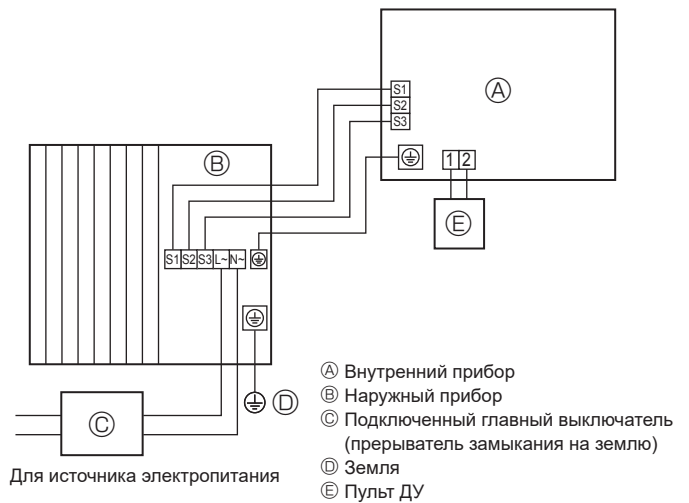 S1
S2
S3
Ⓐ
1 2
Ⓔ
Ⓑ
S1 S2 S3 L~ N~
Ⓓ
Ⓒ
Для источника электропитания
Ⓐ Внутренний прибор
Ⓑ Наружный прибор
Ⓒ Подключенный главный выключатель
(прерыватель замыкания на землю)
Ⓓ Земля
Ⓔ Пульт ДУ